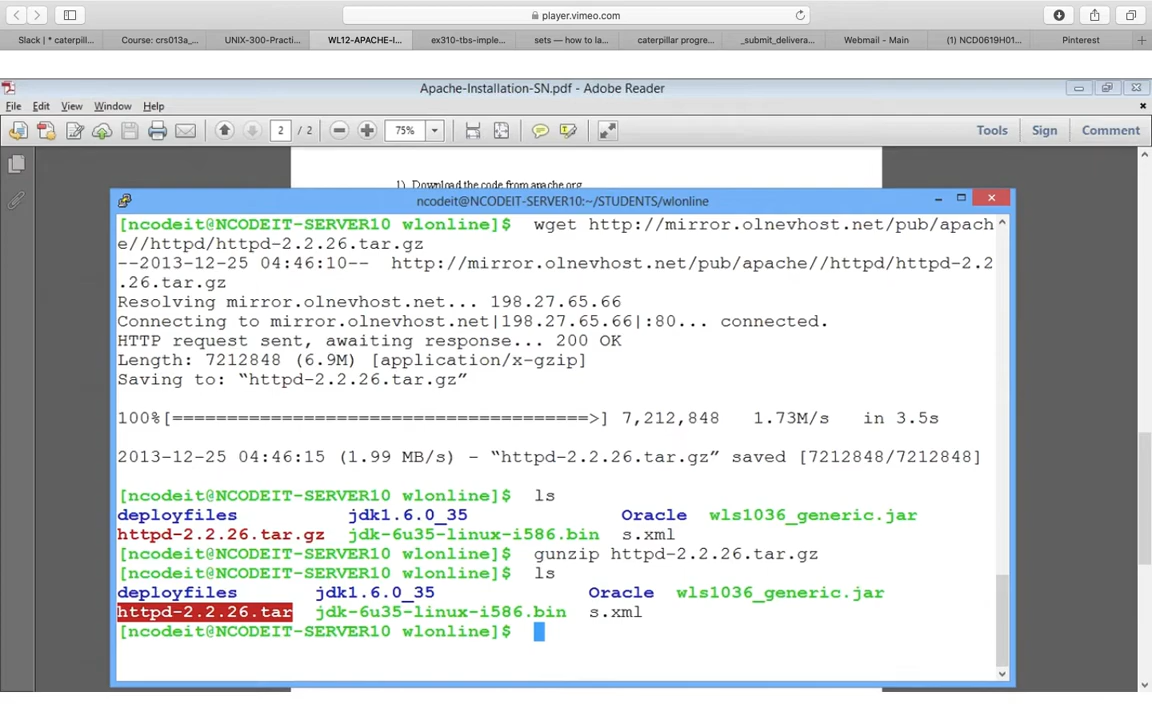 player.vimeo.com
Slack | * caterpill...
Course: crs013a_...
UNIX-300-Practi...
WL12-APACHE-I...
ex310-tbs-imple...
sets — how to la...
caterpillar progre...
_submit_delivera...
Webmail - Main
(1) NCD0619H01...
Pinterest
Apache-Installation-SN.pdf - Adobe Reader
File Edit View Window Help
2 / 2 75% Tools Sign Comment
1) Download the code from apache.org
ncodeit@NCODEIT-SERVER10:~/STUDENTS/wlonline
[ncodeit@NCODEIT-SERVER10 wlonline]$ wget http://mirror.olnevhost.net/pub/apach
e//httpd/httpd-2.2.26.tar.gz
--2013-12-25 04:46:10-- http://mirror.olnevhost.net/pub/apache//httpd/httpd-2.2
.26.tar.gz
Resolving mirror.olnevhost.net... 198.27.65.66
Connecting to mirror.olnevhost.net|198.27.65.66|:80... connected.
HTTP request sent, awaiting response... 200 OK
Length: 7212848 (6.9M) [application/x-gzip]
Saving to: “httpd-2.2.26.tar.gz”
100%[======================================>] 7,212,848 1.73M/s in 3.5s
2013-12-25 04:46:15 (1.99 MB/s) - “httpd-2.2.26.tar.gz” saved [7212848/7212848]
[ncodeit@NCODEIT-SERVER10 wlonline]$ ls
deployfiles jdk1.6.0_35 Oracle wls1036_generic.jar
httpd-2.2.26.tar.gz jdk-6u35-linux-i586.bin s.xml
[ncodeit@NCODEIT-SERVER10 wlonline]$ gunzip httpd-2.2.26.tar.gz
[ncodeit@NCODEIT-SERVER10 wlonline]$ ls
deployfiles jdk1.6.0_35 Oracle wls1036_generic.jar
httpd-2.2.26.tar jdk-6u35-linux-i586.bin s.xml
[ncodeit@NCODEIT-SERVER10 wlonline]$